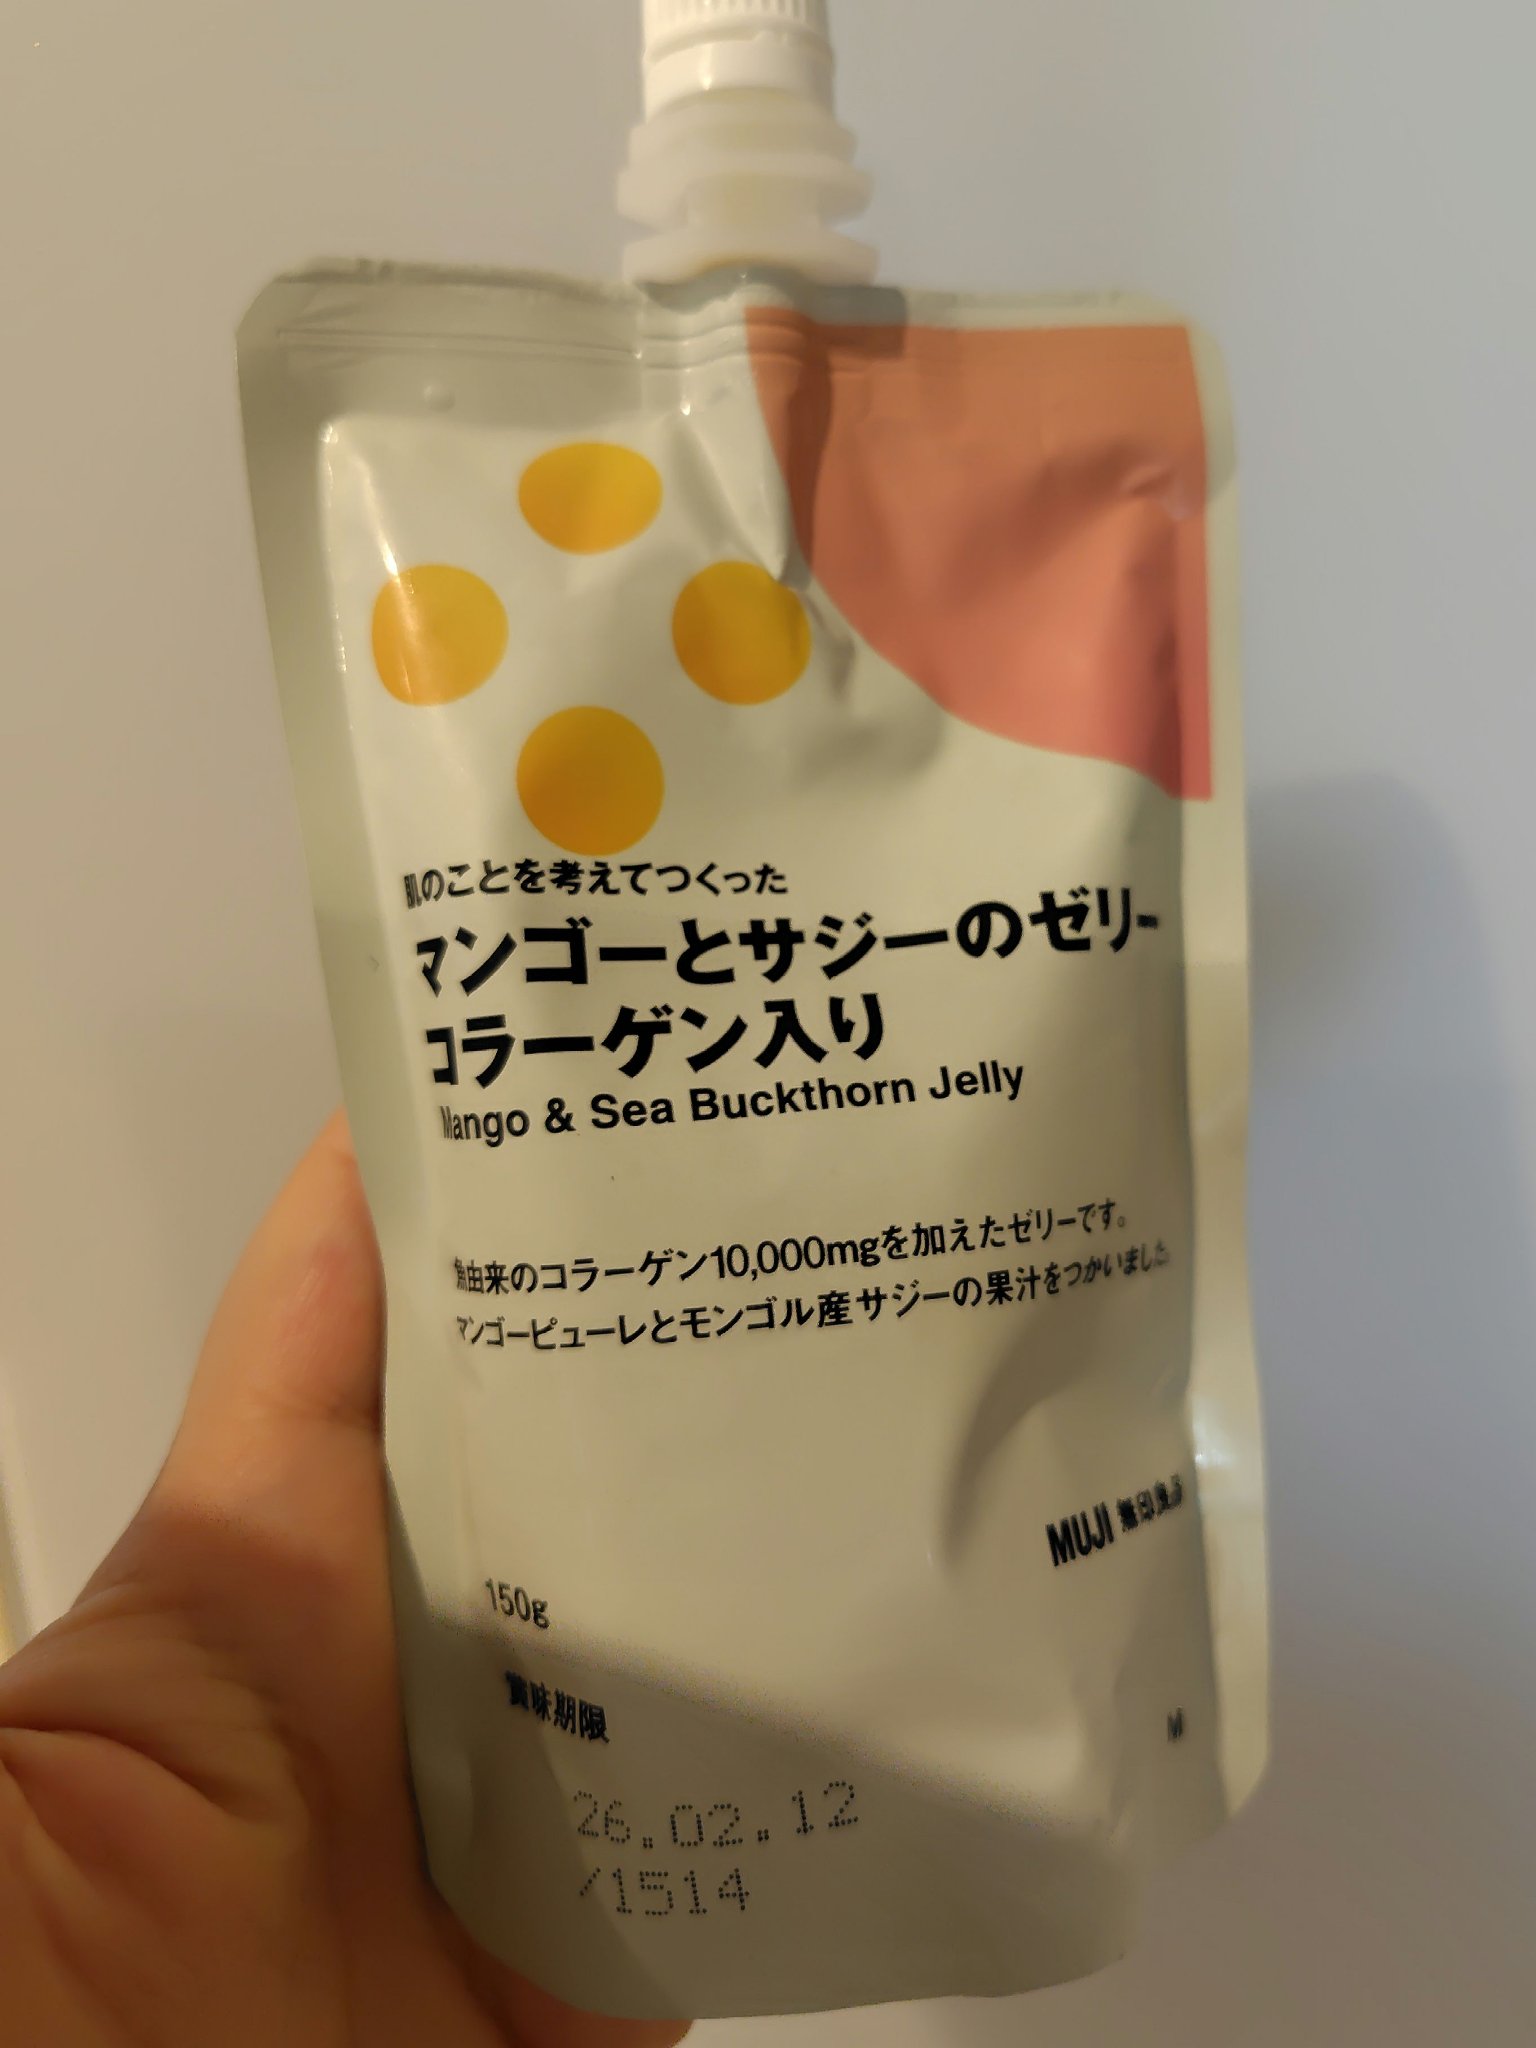 肌のことを考えてつくった
マンゴーとサジーのゼリー
コラーゲン入り
Mango & Sea Buckthorn Jelly
魚由来のコラーゲン10,000mgを加えたゼリーです。
マンゴーピューレとモンゴル産サジーの果汁をつかいました。
MUJI 無印良品
150g
賞味期限
M
26.02.12
/1514